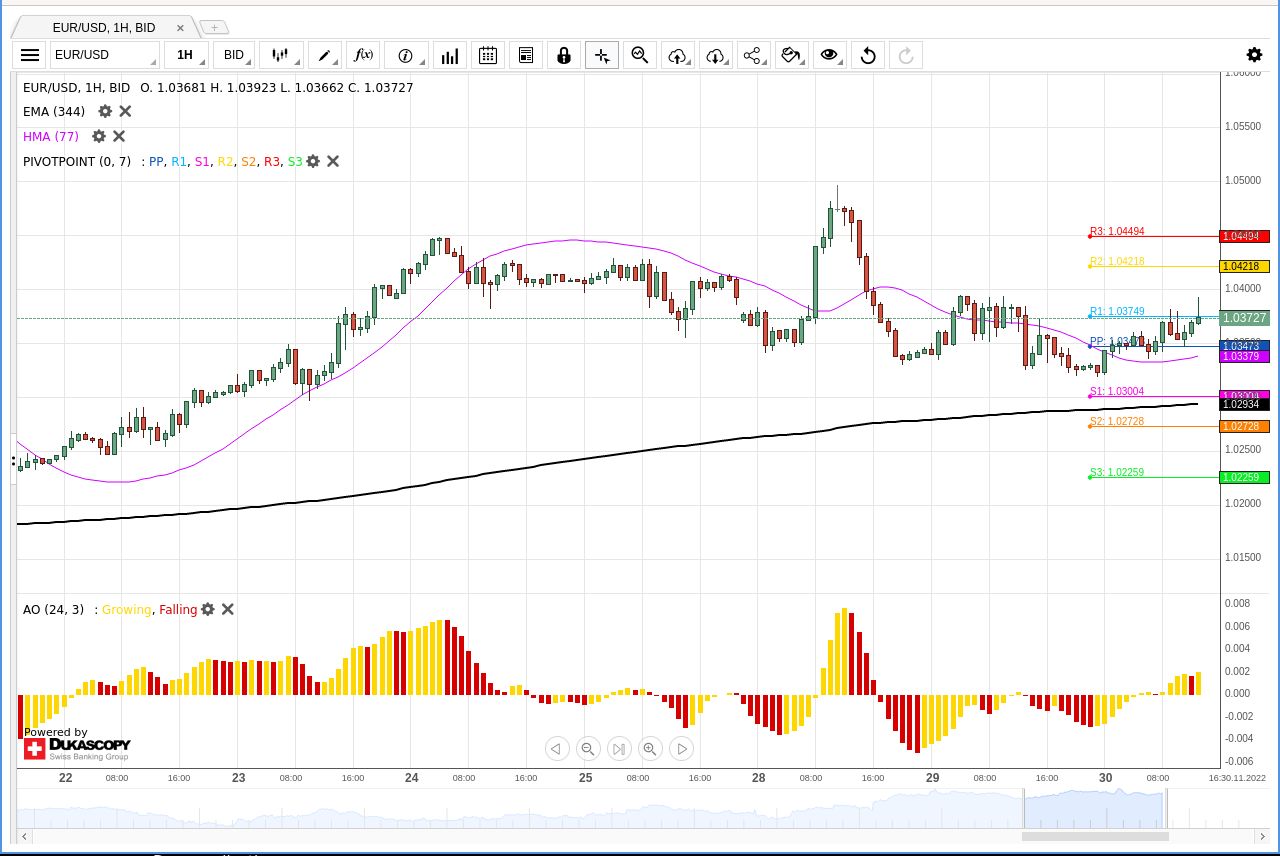 EUR/USD, 1H, BID
EUR/USD 1H BID f(x)
EUR/USD, 1H, BID O. 1.03681 H. 1.03923 L. 1.03662 C. 1.03727
EMA (344)
HMA (77)
PIVOTPOINT (0, 7) : PP, R1, S1, R2, S2, R3, S3
1.06000
1.05500
1.05000
R3: 1.04494 1.04494
R2: 1.04218 1.04218
1.04000
R1: 1.03749
1.03727
PP: 1.03473
1.03379
S1: 1.03004 1.03004
1.02934
S2: 1.02728 1.02728
1.02500
S3: 1.02259 1.02259
1.02000
1.01500
AO (24, 3) : Growing, Falling
0.008
0.006
0.004
0.002
0.000
-0.002
-0.004
-0.006
Powered by
DUKASCOPY
Swiss Banking Group
22 08:00 16:00 23 08:00 16:00 24 08:00 16:00 25 08:00 16:00 28 08:00 16:00 29 08:00 16:00 30 08:00 16:30.11.2022